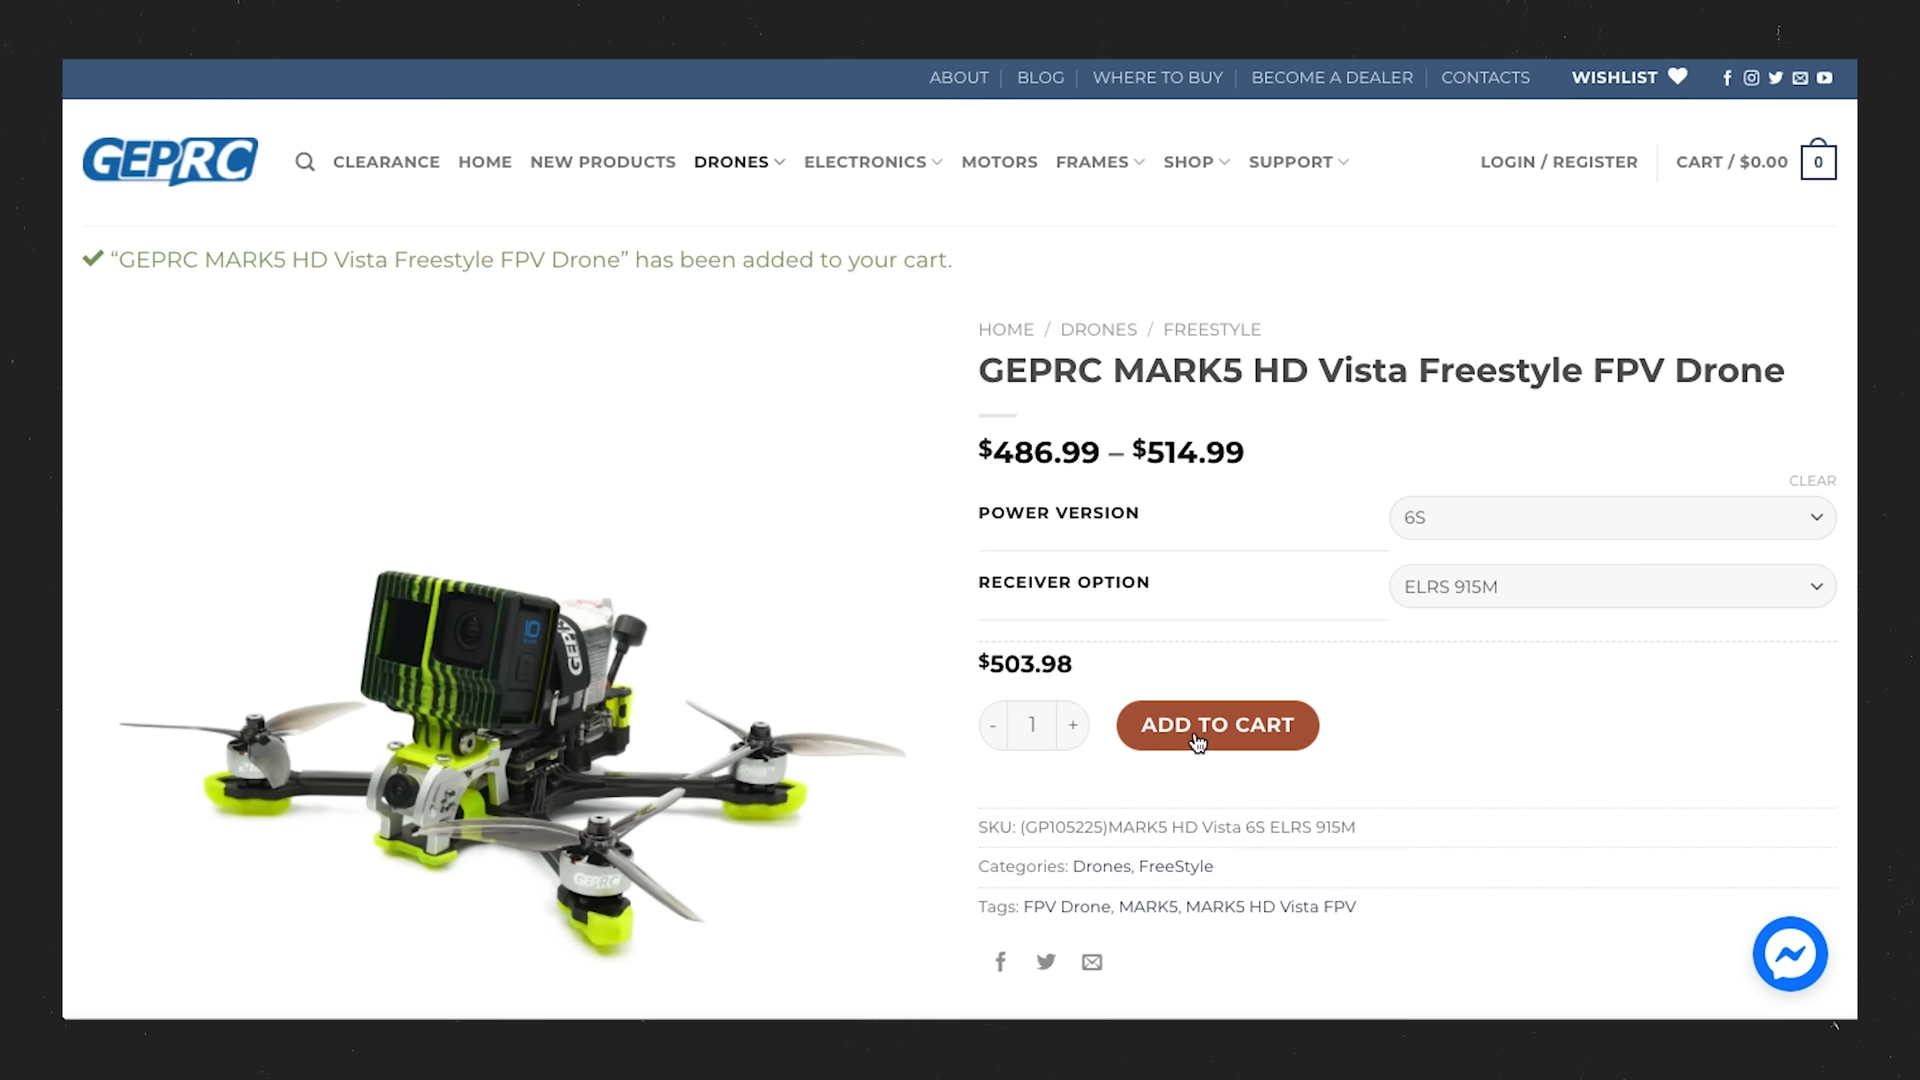 ABOUT BLOG WHERE TO BUY BECOME A DEALER CONTACTS WISHLIST
GEPRC CLEARANCE HOME NEW PRODUCTS DRONES ELECTRONICS MOTORS FRAMES SHOP SUPPORT LOGIN / REGISTER CART / $0.00 0
“GEPRC MARK5 HD Vista Freestyle FPV Drone” has been added to your cart.
HOME / DRONES / FREESTYLE
GEPRC MARK5 HD Vista Freestyle FPV Drone
$486.99 – $514.99
CLEAR
POWER VERSION 6S
RECEIVER OPTION ELRS 915M
$503.98
- 1 + ADD TO CART
SKU: (GP105225)MARK5 HD Vista 6S ELRS 915M
Categories: Drones, FreeStyle
Tags: FPV Drone, MARK5, MARK5 HD Vista FPV
10
GEPRC